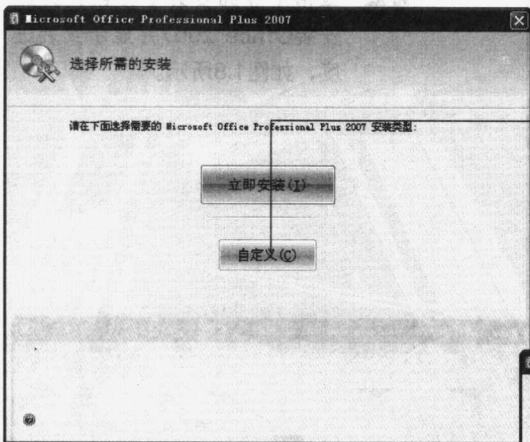 Microsoft Office Professional Plus 2007
选择所需的安装
请在下面选择需要的 Microsoft Office Professional Plus 2007 安装类型:
立即安装(I)
自定义(C)